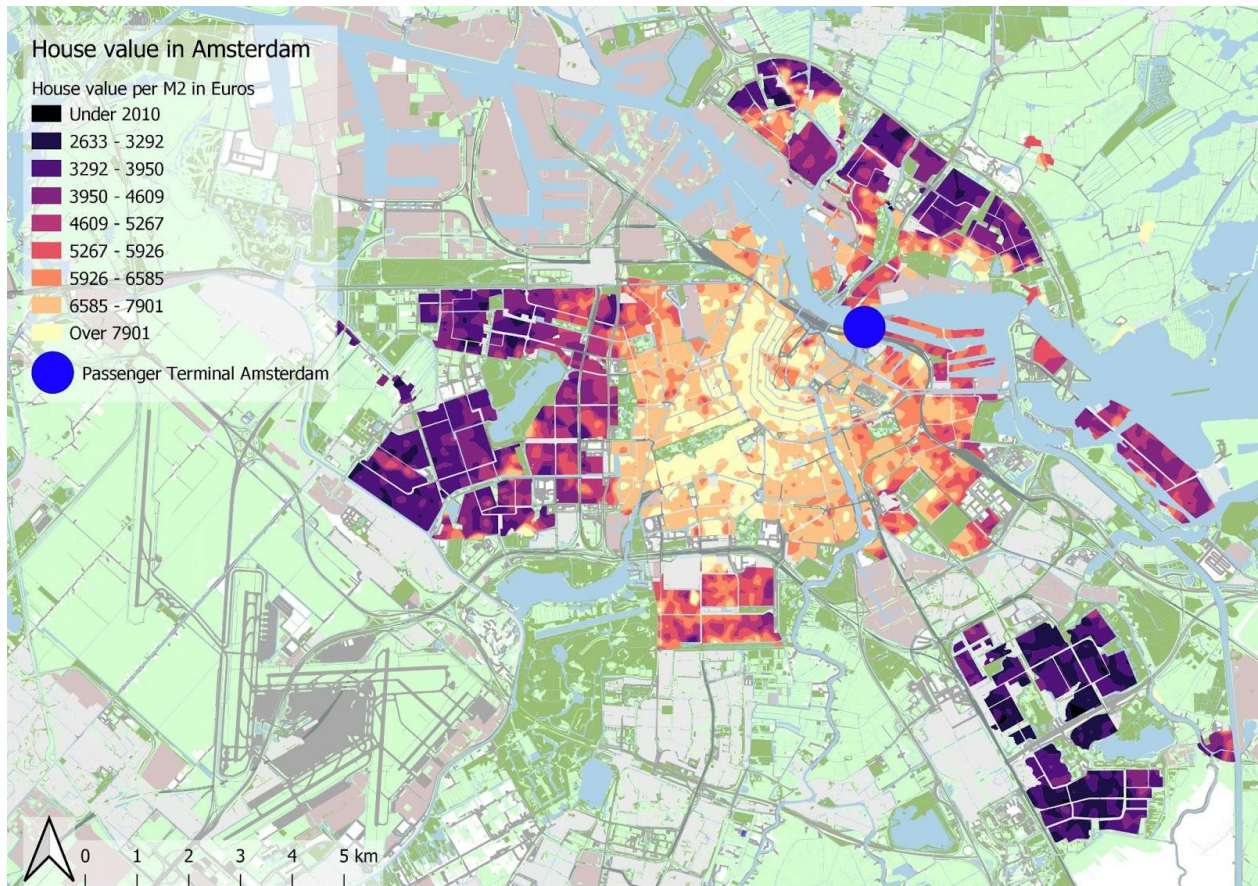 House value in Amsterdam
House value per M2 in Euros
Under 2010
2633 - 3292
3292 - 3950
3950 - 4609
4609 - 5267
5267 - 5926
5926 - 6585
6585 - 7901
Over 7901
Passenger Terminal Amsterdam
0 1 2 3 4 5 km